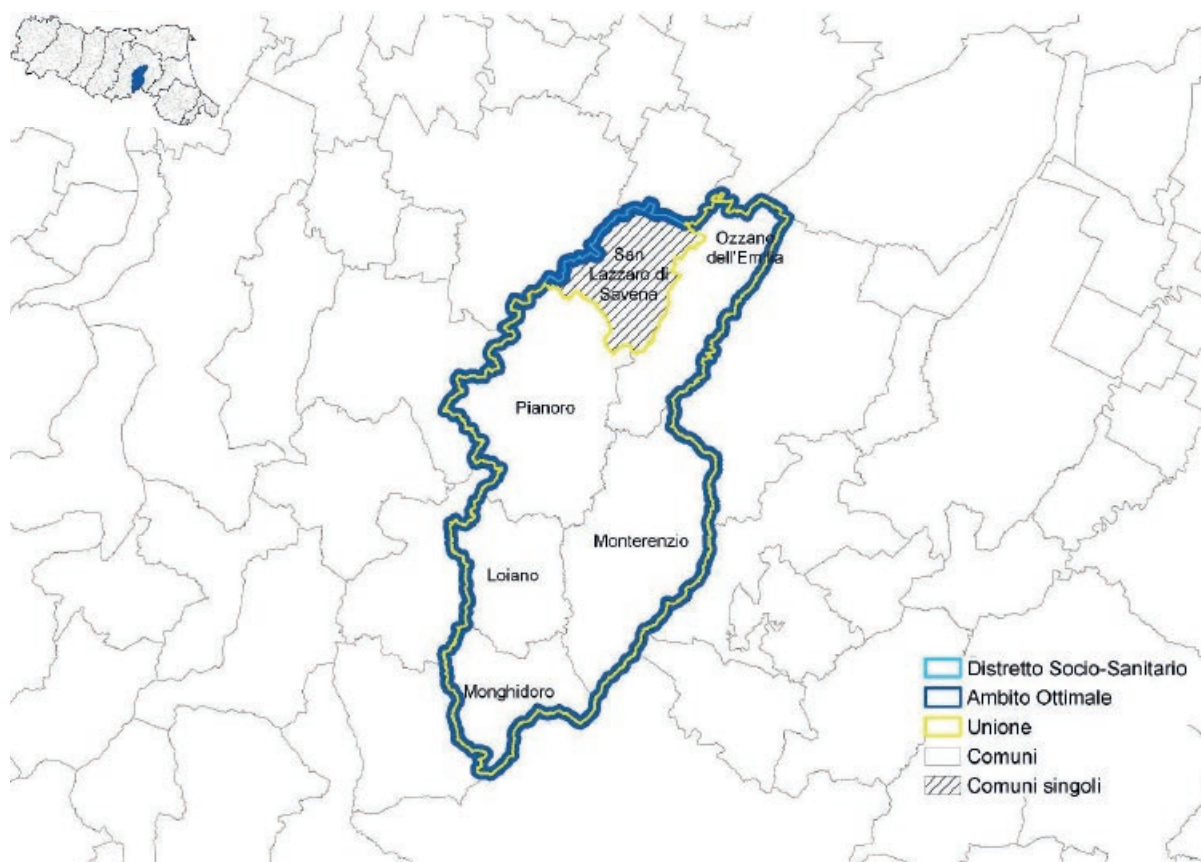 Ozzano
dell'Emilia
San
Lazzaro di
Savena
Pianoro
Monterenzio
Loiano
Monghidoro
Distretto Socio-Sanitario
Ambito Ottimale
Unione
Comuni
Comuni singoli